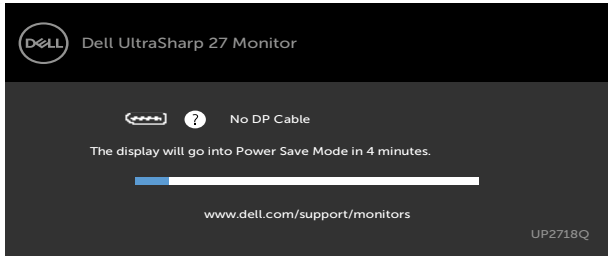 DELL
Dell UltraSharp 27 Monitor
? No DP Cable
The display will go into Power Save Mode in 4 minutes.
www.dell.com/support/monitors
UP2718Q